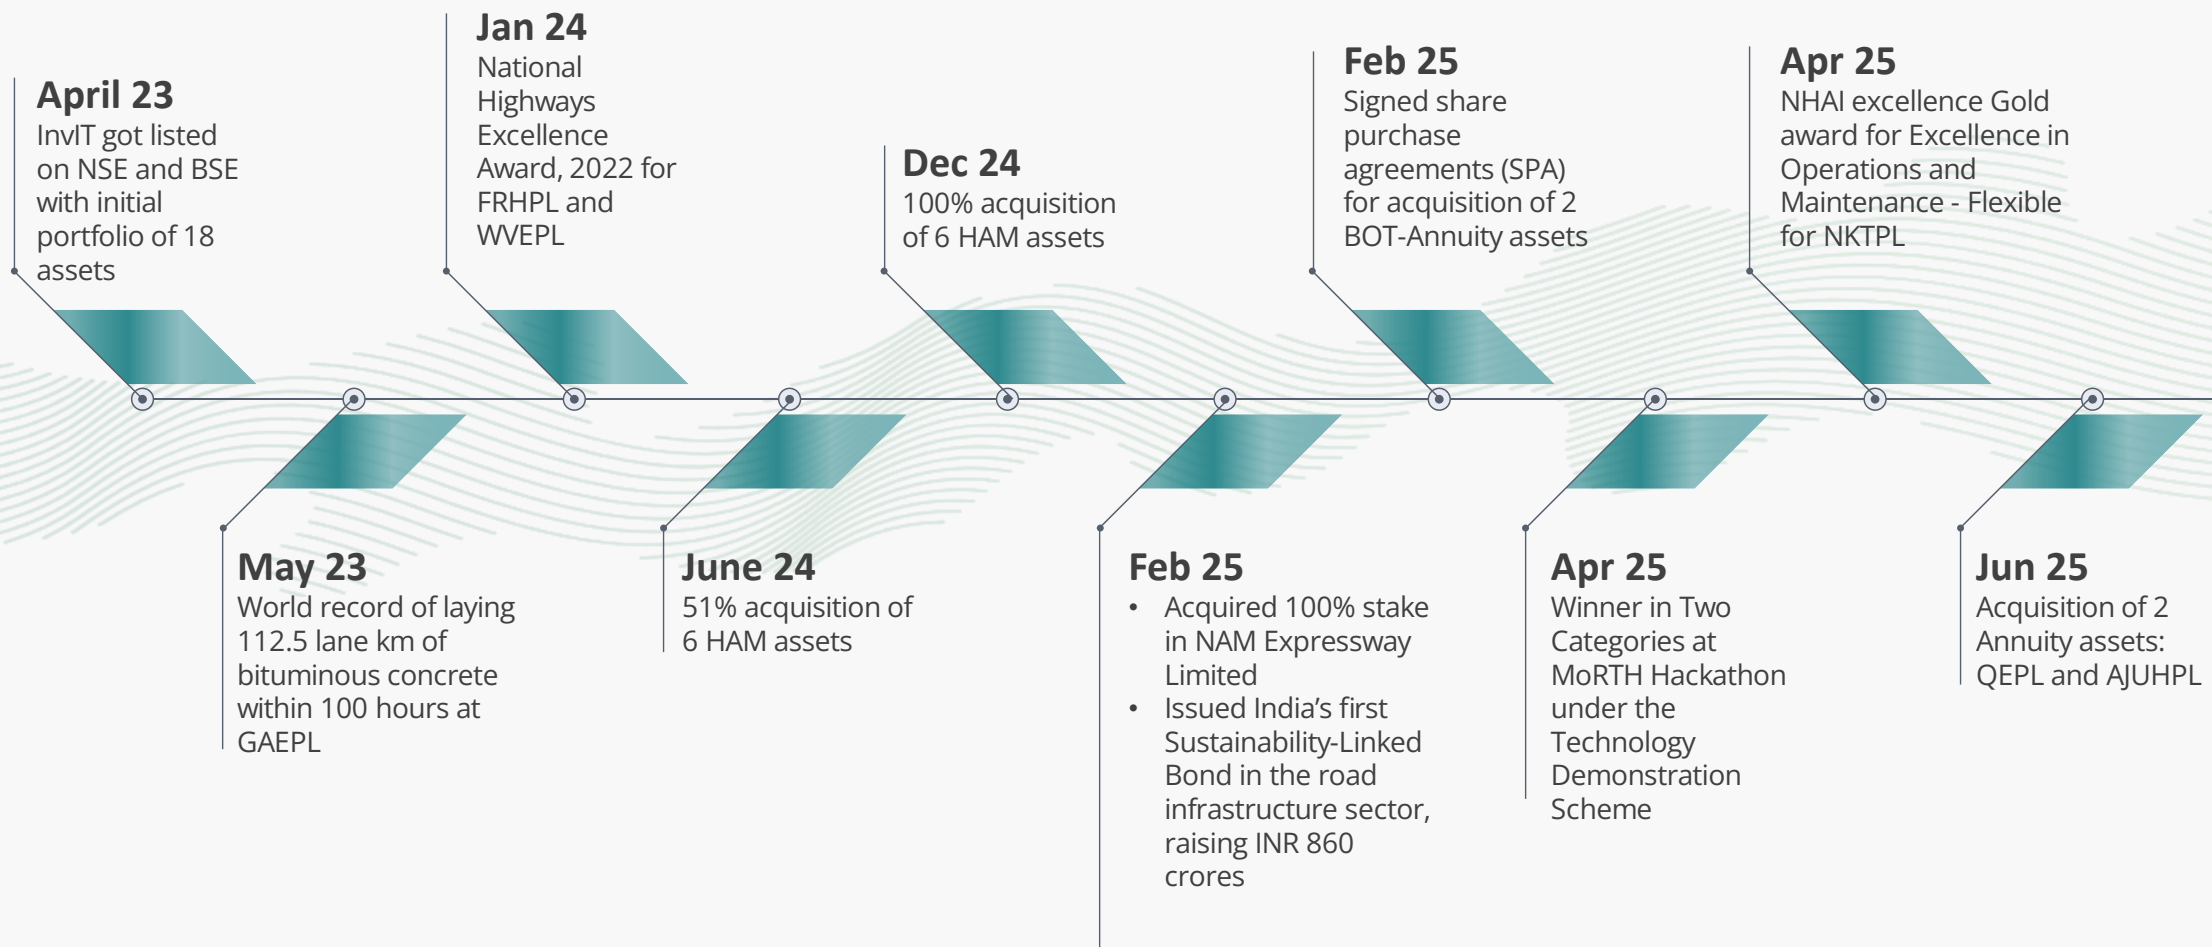 April 23
InvIT got listed
on NSE and BSE
with initial
portfolio of 18
assets
May 23
World record of laying
112.5 lane km of
bituminous concrete
within 100 hours at
GAEPL
Jan 24
National
Highways
Excellence
Award, 2022 for
FRHPL and
WVEPL
June 24
51% acquisition of
6 HAM assets
Dec 24
100% acquisition
of 6 HAM assets
Feb 25
• Acquired 100% stake
in NAM Expressway
Limited
• Issued India’s first
Sustainability-Linked
Bond in the road
infrastructure sector,
raising INR 860
crores
Feb 25
Signed share
purchase
agreements (SPA)
for acquisition of 2
BOT-Annuity assets
Apr 25
Winner in Two
Categories at
MoRTH Hackathon
under the
Technology
Demonstration
Scheme
Apr 25
NHAI excellence Gold
award for Excellence in
Operations and
Maintenance - Flexible
for NKTPL
Jun 25
Acquisition of 2
Annuity assets:
QEPL and AJUHPL